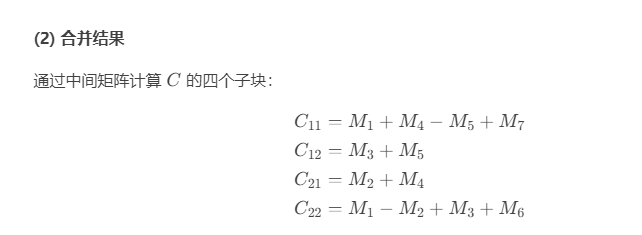 (2) 合并结果
通过中间矩阵计算 C 的四个子块：
C₁₁ = M₁ + M₄ − M₅ + M₇
C₁₂ = M₃ + M₅
C₂₁ = M₂ + M₄
C₂₂ = M₁ − M₂ + M₃ + M₆